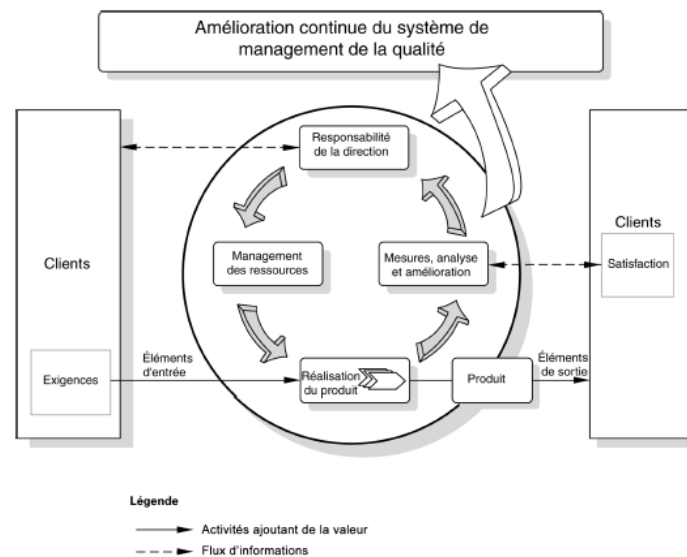 Amélioration continue du système de
management de la qualité
Responsabilité
de la direction
Clients
Management
des ressources
Mesures, analyse
et amélioration
Clients
Satisfaction
Exigences
Éléments
d'entrée
Réalisation
du produit
Produit
Éléments
de sortie
Légende
Activités ajoutant de la valeur
Flux d'informations